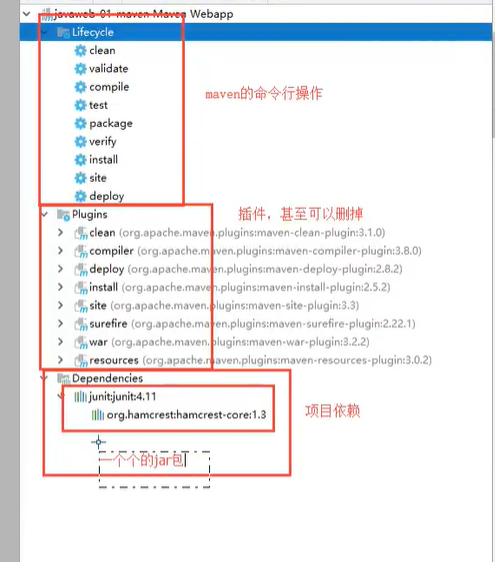 javaweb-01-maven Maven Webapp
Lifecycle
clean
validate
compile
maven的命令行操作
test
package
verify
install
site
deploy
Plugins
插件，甚至可以删掉
clean (org.apache.maven.plugins:maven-clean-plugin:3.1.0)
compiler (org.apache.maven.plugins:maven-compiler-plugin:3.8.0)
deploy (org.apache.maven.plugins:maven-deploy-plugin:2.8.2)
install (org.apache.maven.plugins:maven-install-plugin:2.5.2)
site (org.apache.maven.plugins:maven-site-plugin:3.3)
surefire (org.apache.maven.plugins:maven-surefire-plugin:2.22.1)
war (org.apache.maven.plugins:maven-war-plugin:3.2.2)
resources (org.apache.maven.plugins:maven-resources-plugin:3.0.2)
Dependencies
junit:junit:4.11
org.hamcrest:hamcrest-core:1.3
项目依赖
一个个的jar包